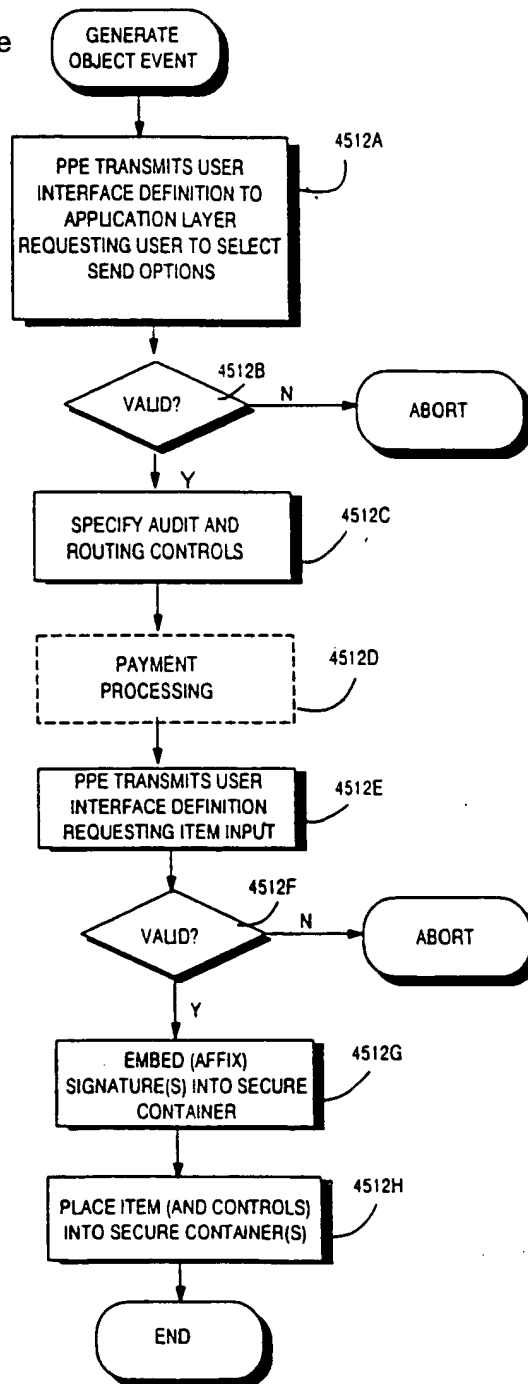 e
GENERATE
OBJECT EVENT
4512A
PPE TRANSMITS USER
INTERFACE DEFINITION TO
APPLICATION LAYER
REQUESTING USER TO SELECT
SEND OPTIONS
4512B
VALID?
N
ABORT
Y
4512C
SPECIFY AUDIT AND
ROUTING CONTROLS
4512D
PAYMENT
PROCESSING
4512E
PPE TRANSMITS USER
INTERFACE DEFINITION
REQUESTING ITEM INPUT
4512F
VALID?
N
ABORT
Y
4512G
EMBED (AFFIX)
SIGNATURE(S) INTO SECURE
CONTAINER
4512H
PLACE ITEM (AND CONTROLS)
INTO SECURE CONTAINER(S)
END